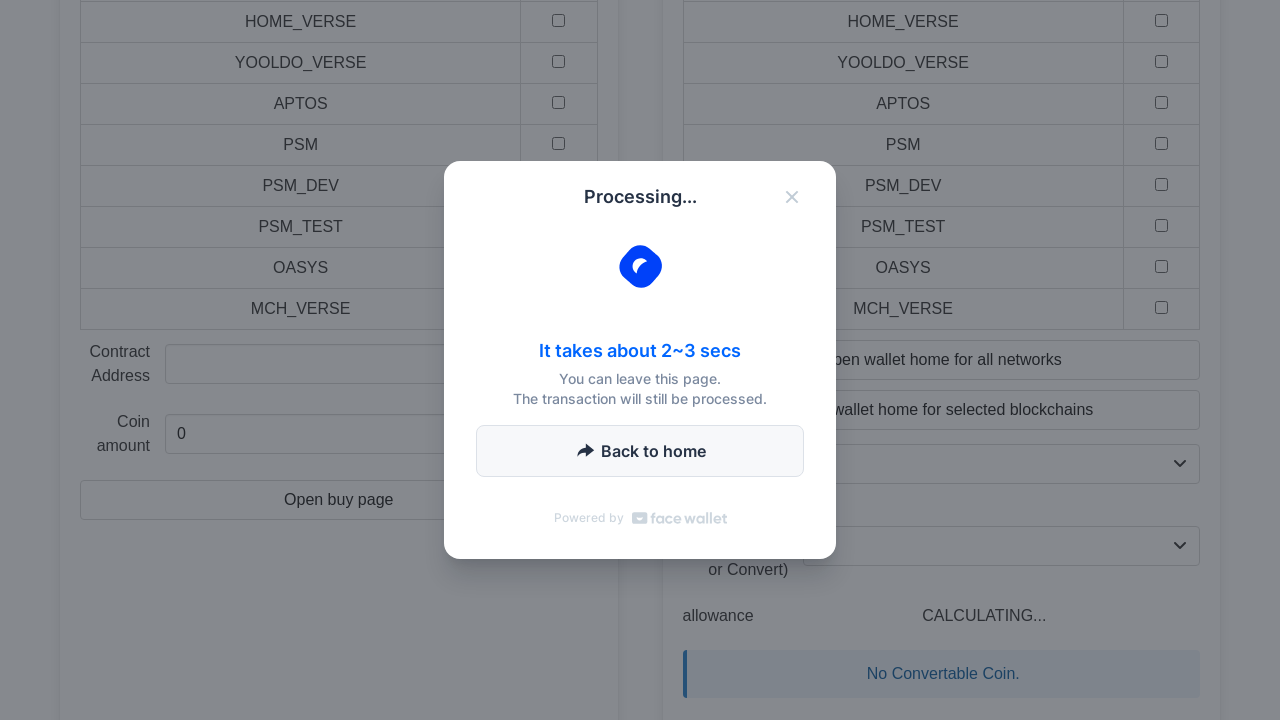 HOME_VERSE
YOOLDO_VERSE
APTOS
PSM
PSM_DEV
PSM_TEST
OASYS
MCH_VERSE
Contract
Address
Coin
amount
0
Open buy page
HOME_VERSE
YOOLDO_VERSE
APTOS
PSM
PSM_DEV
PSM_TEST
OASYS
MCH_VERSE
pen wallet home for all networks
wallet home for selected blockchains
or Convert)
allowance
CALCULATING...
No Convertable Coin.
Processing...
It takes about 2~3 secs
You can leave this page.
The transaction will still be processed.
Back to home
Powered by face wallet